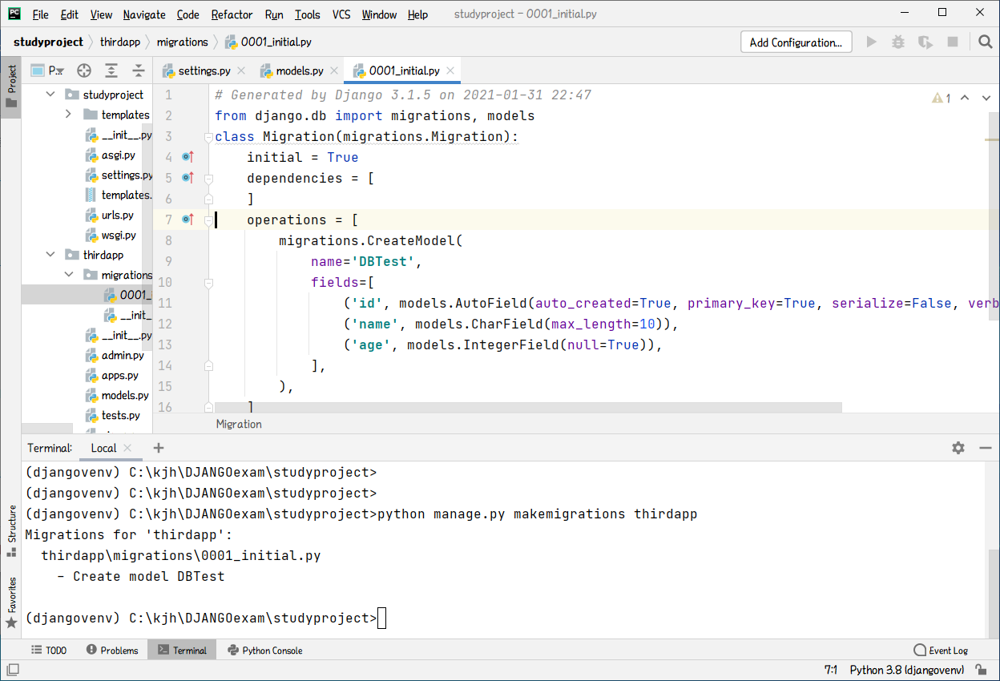 PC File Edit View Navigate Code Refactor Run Tools VCS Window Help studyproject - 0001_initial.py
studyproject thirdapp migrations 0001_initial.py Add Configuration...
Project P... settings.py models.py 0001_initial.py
studyproject
templates
__init__.py
asgi.py
settings.py
templates.
urls.py
wsgi.py
thirdapp
migrations
0001_
__init_
__init__.py
admin.py
apps.py
models.py
tests.py
1 # Generated by Django 3.1.5 on 2021-01-31 22:47
2 from django.db import migrations, models
3 class Migration(migrations.Migration):
4 initial = True
5 dependencies = [
6 ]
7 operations = [
8 migrations.CreateModel(
9 name='DBTest',
10 fields=[
11 ('id', models.AutoField(auto_created=True, primary_key=True, serialize=False, verb
12 ('name', models.CharField(max_length=10)),
13 ('age', models.IntegerField(null=True)),
14 ],
15 ),
16 ]
1
Migration
Terminal: Local
(djangovenv) C:\kjh\DJANGOexam\studyproject>
(djangovenv) C:\kjh\DJANGOexam\studyproject>
(djangovenv) C:\kjh\DJANGOexam\studyproject>python manage.py makemigrations thirdapp
Migrations for 'thirdapp':
thirdapp\migrations\0001_initial.py
- Create model DBTest
(djangovenv) C:\kjh\DJANGOexam\studyproject>
Structure
Favorites
TODO Problems Terminal Python Console Event Log
7:1 Python 3.8 (djangovenv)